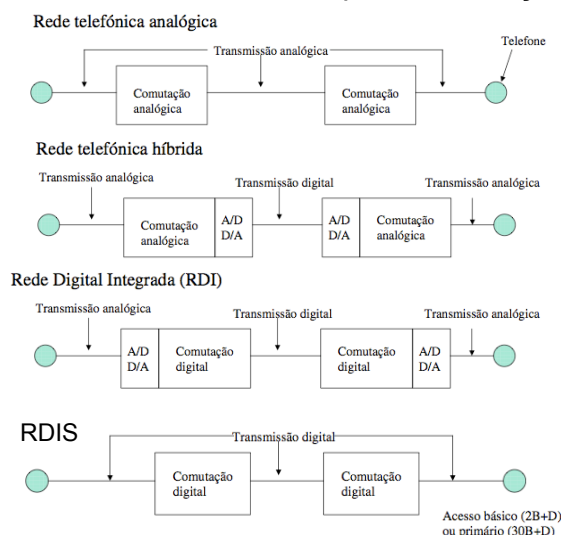 Rede telefónica analógica
Transmissão analógica
Telefone
Comutação
analógica
Comutação
analógica
Rede telefónica híbrida
Transmissão analógica
Transmissão digital
Transmissão analógica
Comutação
analógica
A/D
D/A
A/D
D/A
Comutação
analógica
Rede Digital Integrada (RDI)
Transmissão analógica
Transmissão digital
Transmissão analógica
A/D
D/A
Comutação
digital
Comutação
digital
A/D
D/A
RDIS
Transmissão digital
Comutação
digital
Comutação
digital
Acesso básico (2B+D)
ou primário (30B+D)